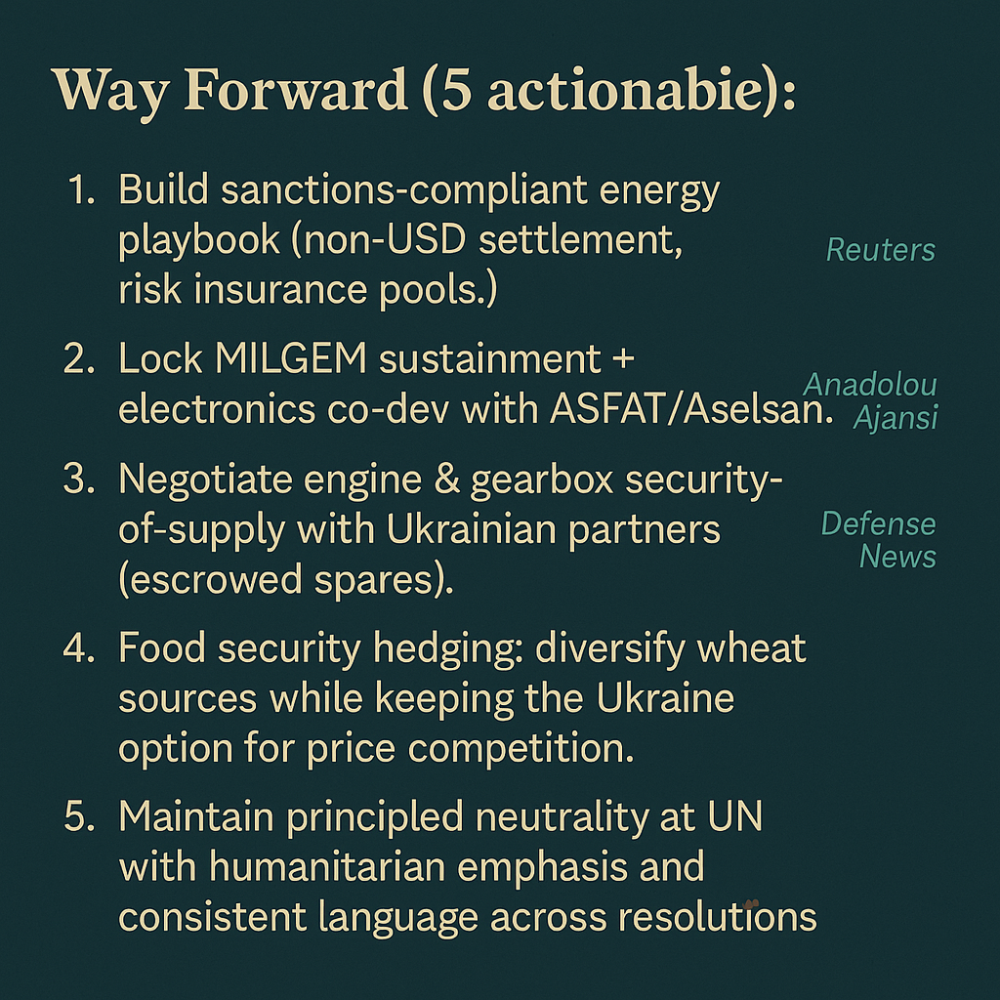 Way Forward (5 actionabie):
1. Build sanctions-compliant energy
playbook (non-USD settlement,
risk insurance pools.)
Reuters
2. Lock MILGEM sustainment +
electronics co-dev with ASFAT/Aselsan.
Anadolou
Ajansi
3. Negotiate engine & gearbox security-
of-supply with Ukrainian partners
(escrowed spares).
Defense
News
4. Food security hedging: diversify wheat
sources while keeping the Ukraine
option for price competition.
5. Maintain principled neutrality at UN
with humanitarian emphasis and
consistent language across resolutions